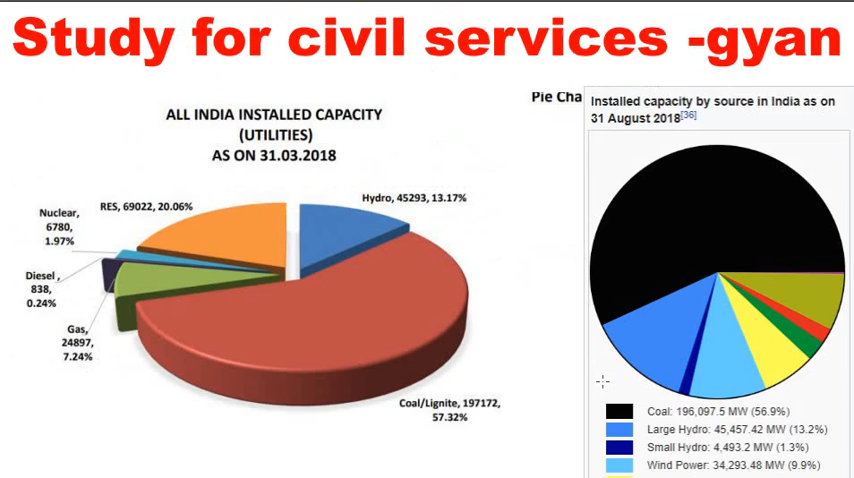 Study for civil services -gyan
ALL INDIA INSTALLED CAPACITY
(UTILITIES)
AS ON 31.03.2018
Nuclear,
6780,
1.97%
RES, 69022, 20.06%
Hydro, 45293, 13.17%
Diesel ,
838,
0.24%
Gas,
24897,
7.24%
Coal/Lignite, 197172,
57.32%
Pie Cha
Installed capacity by source in India as on
31 August 2018[36]
Coal: 196,097.5 MW (56.9%)
Large Hydro: 45,457.42 MW (13.2%)
Small Hydro: 4,493.2 MW (1.3%)
Wind Power: 34,293.48 MW (9.9%)